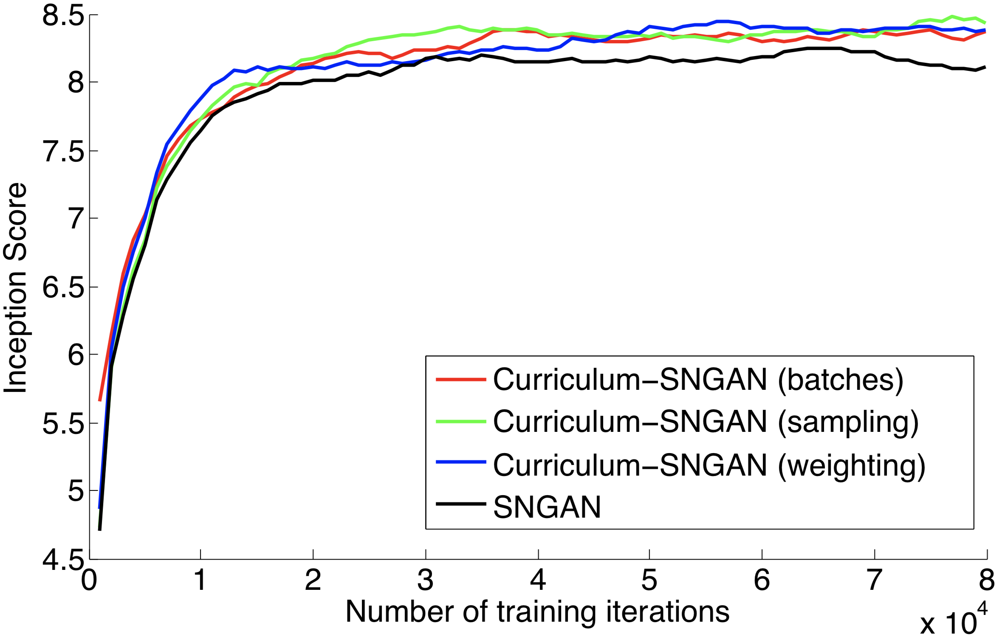 8.5
8
7.5
7
6.5
6
5.5
5
4.5
Inception Score
Curriculum−SNGAN (batches)
Curriculum−SNGAN (sampling)
Curriculum−SNGAN (weighting)
SNGAN
0 1 2 3 4 5 6 7 8
Number of training iterations
x 10⁴